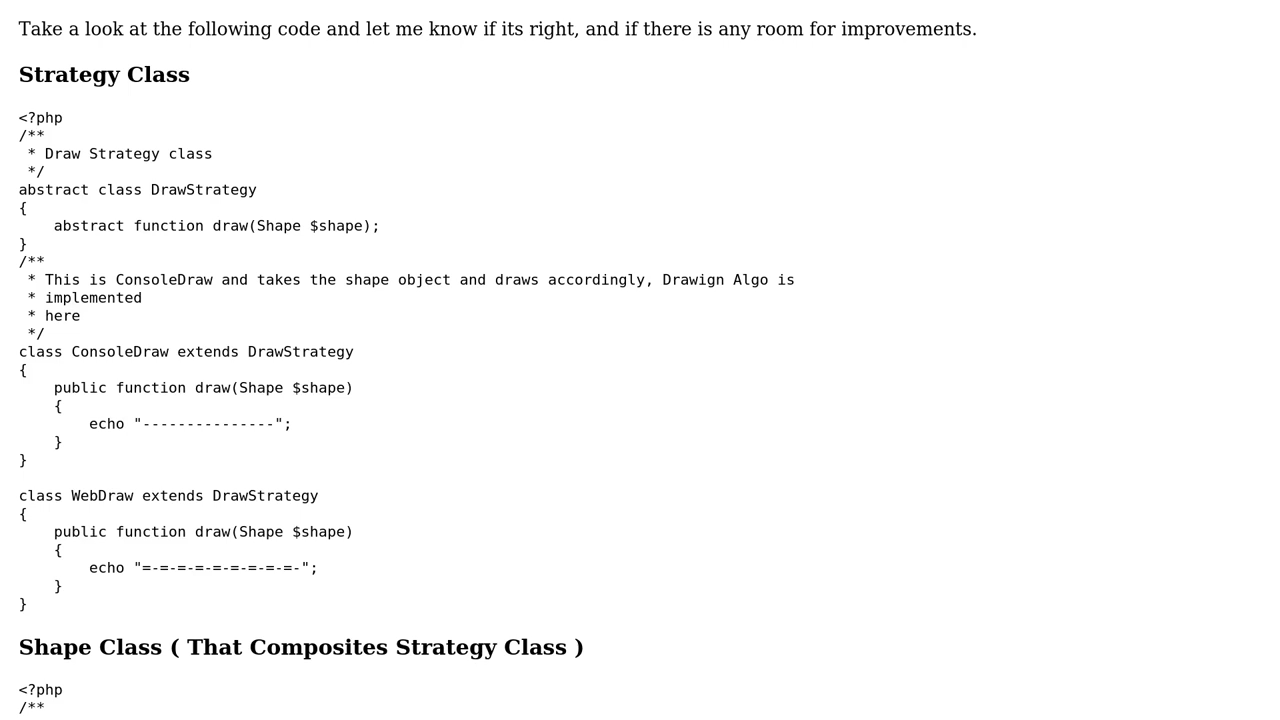 Take a look at the following code and let me know if its right, and if there is any room for improvements.
Strategy Class
<?php
/**
 * Draw Strategy class
 */
abstract class DrawStrategy
{
    abstract function draw(Shape $shape);
}
/**
 * This is ConsoleDraw and takes the shape object and draws accordingly, Drawign Algo is
 * implemented
 * here
 */
class ConsoleDraw extends DrawStrategy
{
    public function draw(Shape $shape)
    {
        echo "---------------";
    }
}

class WebDraw extends DrawStrategy
{
    public function draw(Shape $shape)
    {
        echo "=-=-=-=-=-=-=-=-=-";
    }
}
Shape Class ( That Composites Strategy Class )
<?php
/**